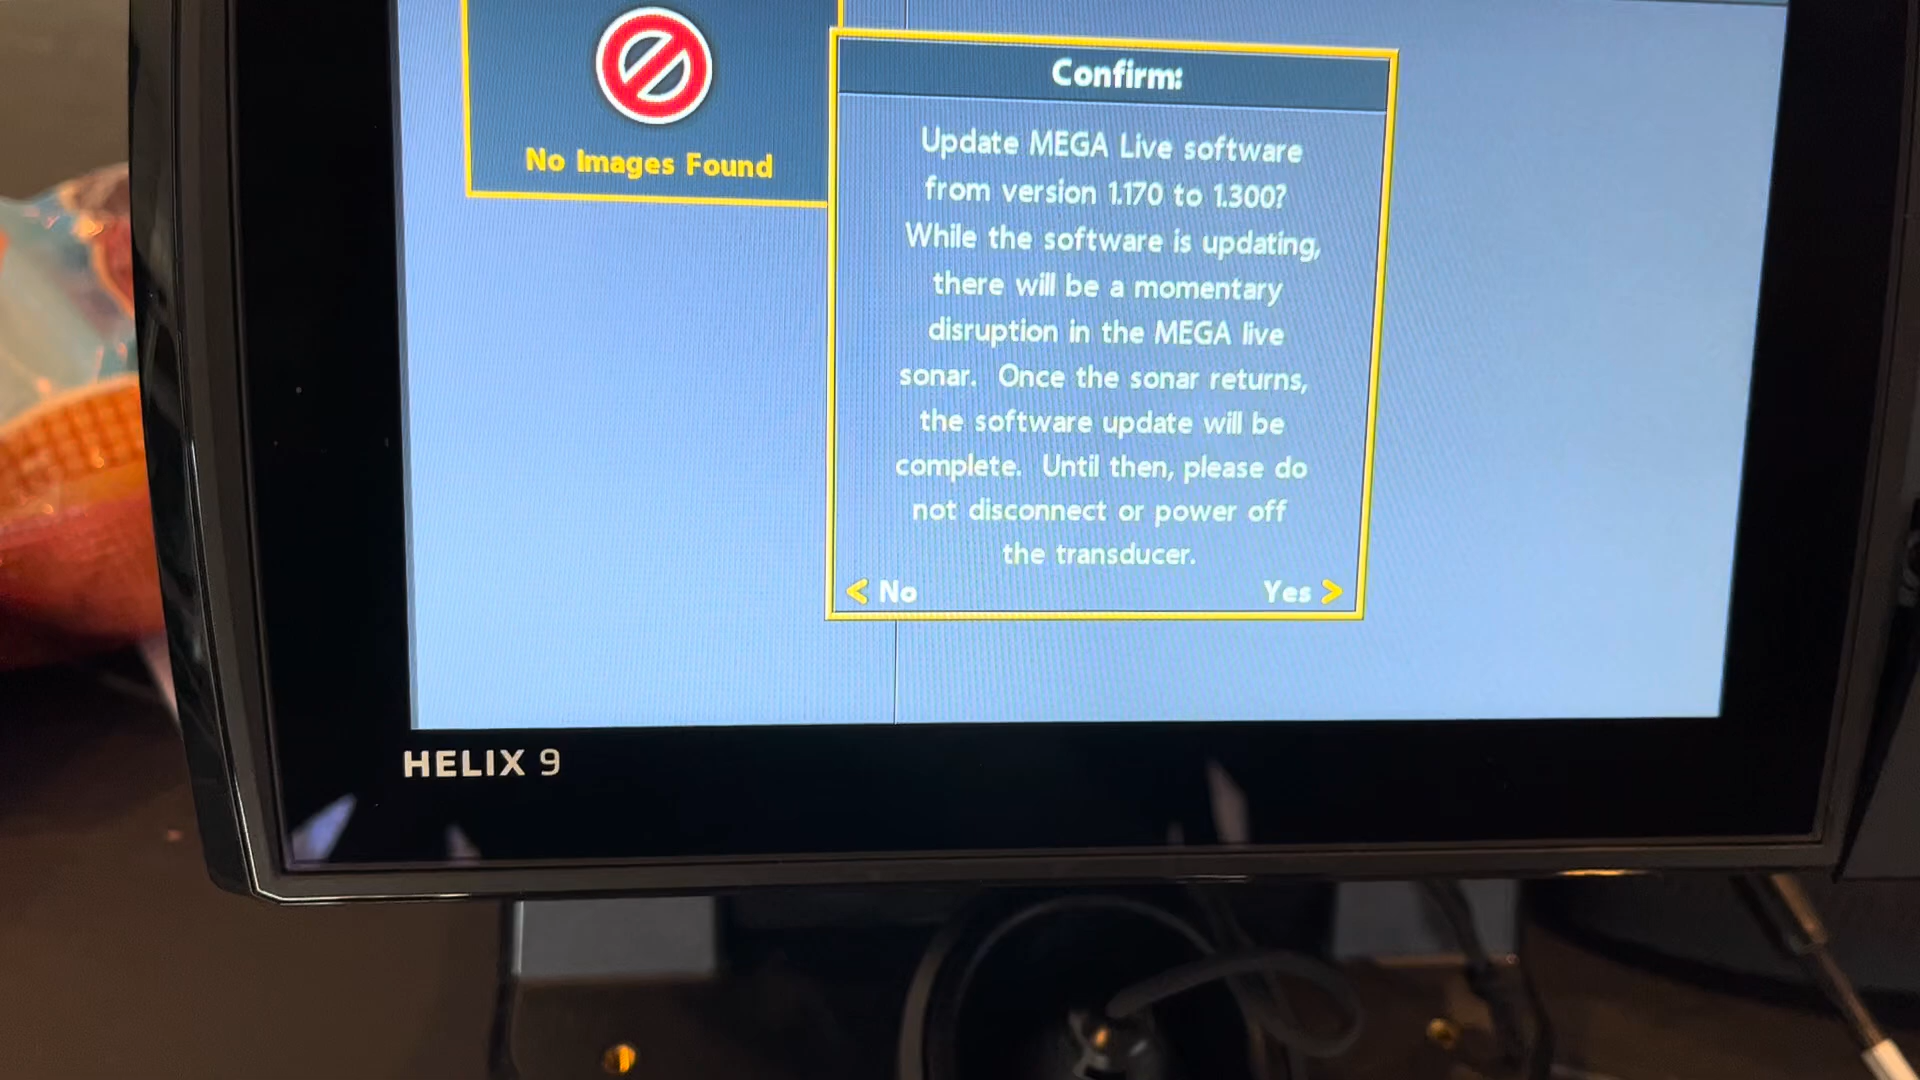 No Images Found
Confirm:
Update MEGA Live software
from version 1.170 to 1.300?
While the software is updating,
there will be a momentary
disruption in the MEGA live
sonar. Once the sonar returns,
the software update will be
complete. Until then, please do
not disconnect or power off
the transducer.
< No
Yes >
HELIX 9